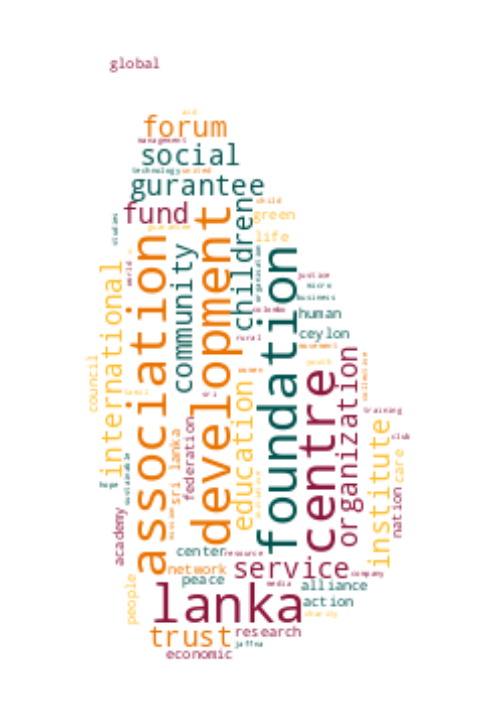 global
forum
management
social
technology
united
gurantee
child
fund
children
green
studies
life
association
development
community
foundation
international
justice
micro
business
world
colombo
human
ceylon
rural
movement
youth
women
centre
organization
collective
council
education
sri
training
institute
club
sri lanka
federation
care
hope
sustainable
nation
academy
center
resource
network
service
company
peace
media
alliance
people
lanka
action
charity
trust
research
jaffna
economic